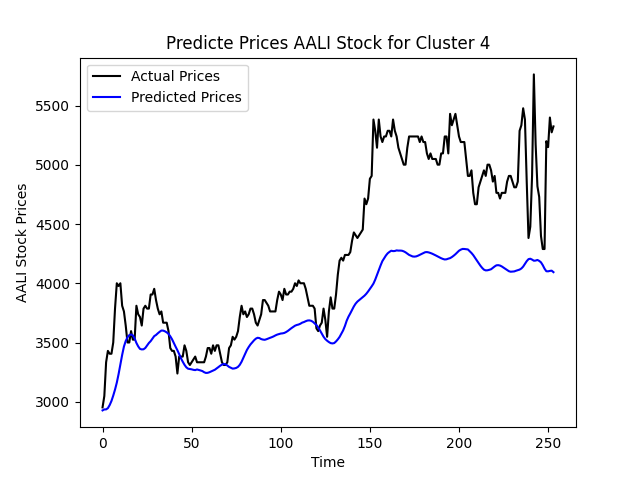 Predicte Prices AALI Stock for Cluster 4
Actual Prices
Predicted Prices
AALI Stock Prices
5500
5000
4500
4000
3500
3000
0 50 100 150 200 250
Time